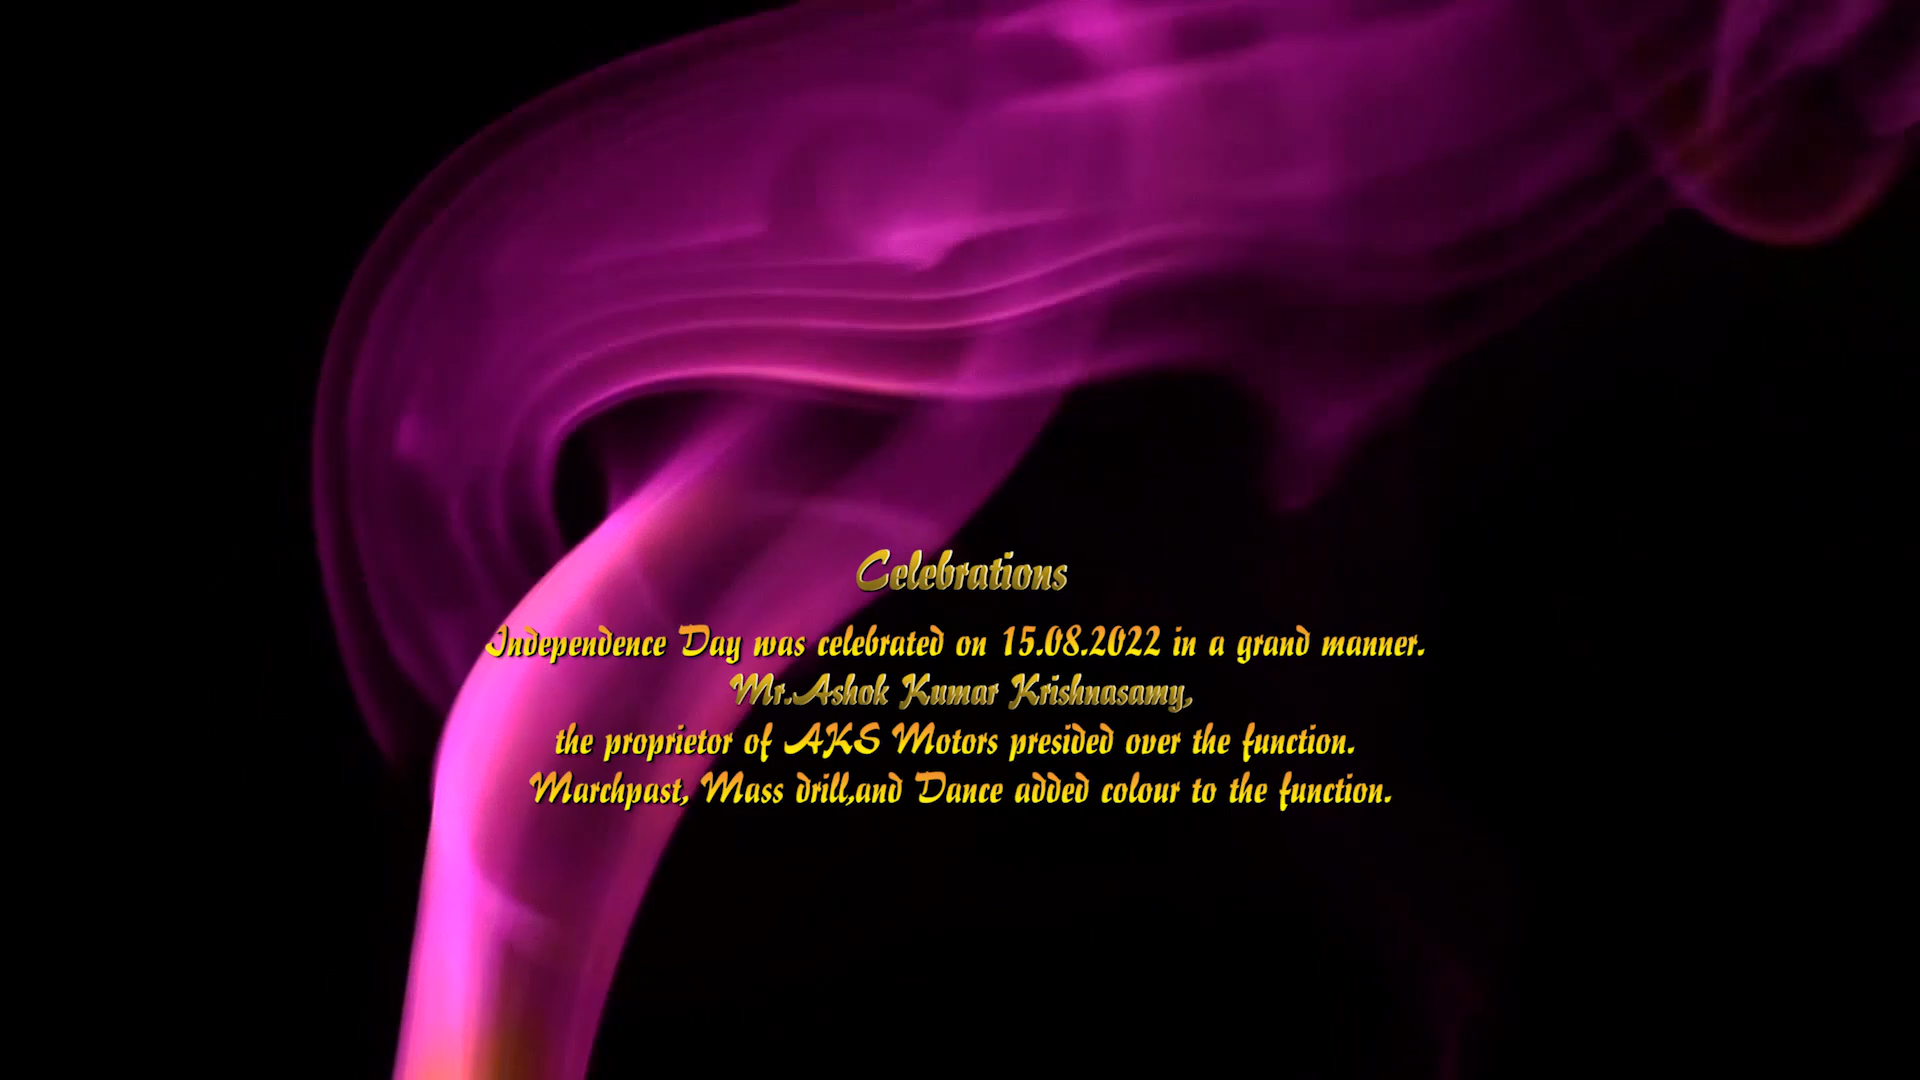 Celebrations
Independence Day was celebrated on 15.08.2022 in a grand manner.
Mr.Ashok Kumar Krishnasamy,
the proprietor of AKS Motors presided over the function.
Marchpast, Mass drill,and Dance added colour to the function.